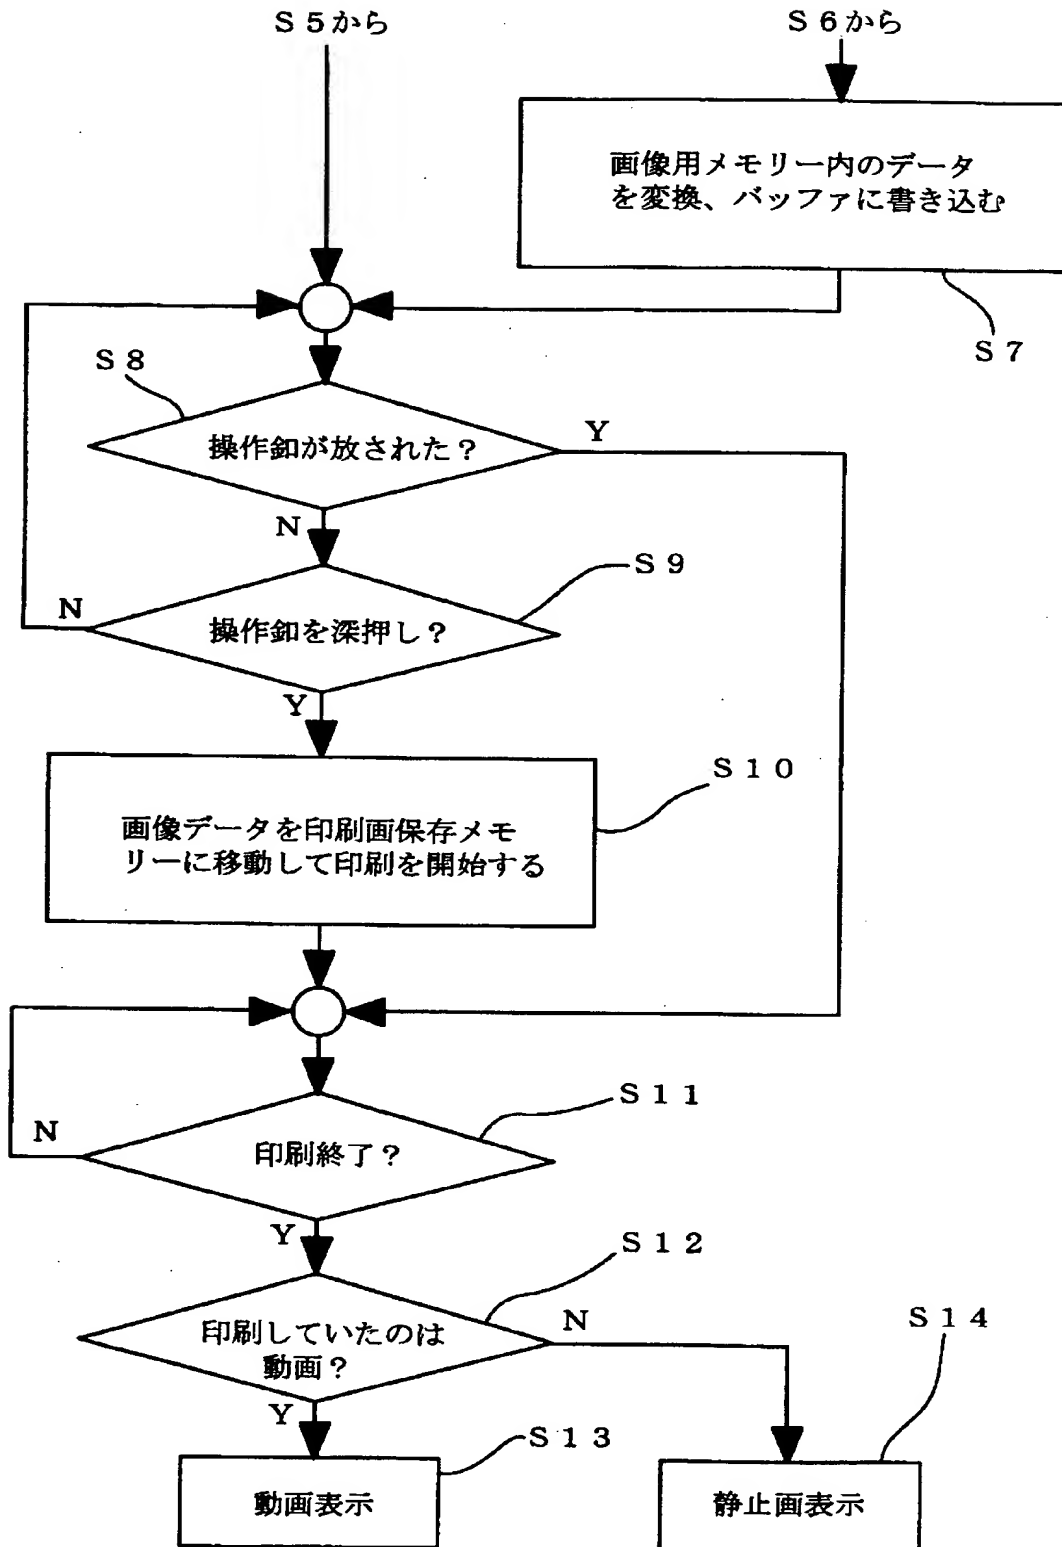 S5から
S6から
画像用メモリー内のデータ
を変換、バッファに書き込む
S7
S8
操作釦が放された?
Y
N
S9
操作釦を深押し?
N
Y
S10
画像データを印刷画保存メモ
リーに移動して印刷を開始する
S11
印刷終了?
N
Y
S12
印刷していたのは
動画?
N
Y
S14
S13
動画表示
静止画表示